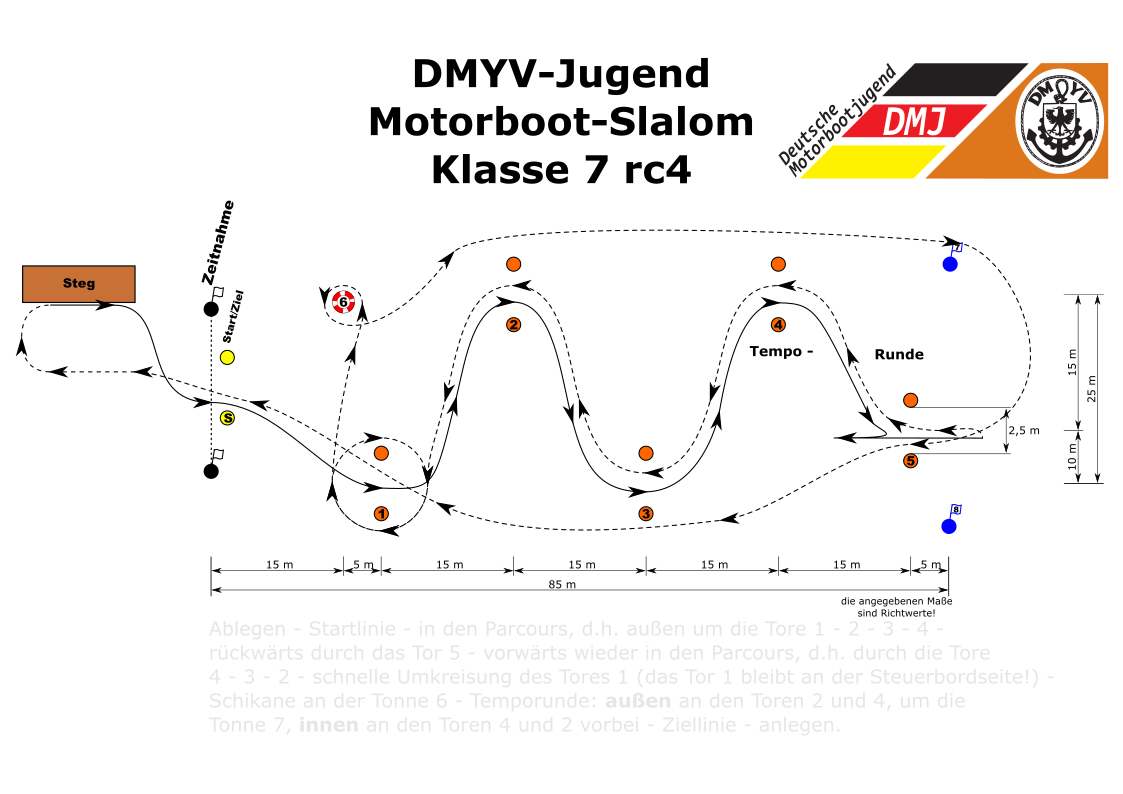 DMYV-Jugend
Motorboot-Slalom
Klasse 7 rc4
Deutsche
Motorbootjugend
DMJ
DMYV
Zeitnahme
Start/Ziel
Steg
S
6
7
2
4
Tempo -
Runde
1
3
5
8
2,5 m
15 m
25 m
10 m
15 m
5 m
15 m
15 m
15 m
15 m
5 m
85 m
die angegebenen Maße
sind Richtwerte!
Ablegen - Startlinie - in den Parcours, d.h. außen um die Tore 1 - 2 - 3 - 4 -
rückwärts durch das Tor 5 - vorwärts wieder in den Parcours, d.h. durch die Tore
4 - 3 - 2 - schnelle Umkreisung des Tores 1 (das Tor 1 bleibt an der Steuerbordseite!) -
Schikane an der Tonne 6 - Temporunde: außen an den Toren 2 und 4, um die
Tonne 7, innen an den Toren 4 und 2 vorbei - Ziellinie - anlegen.